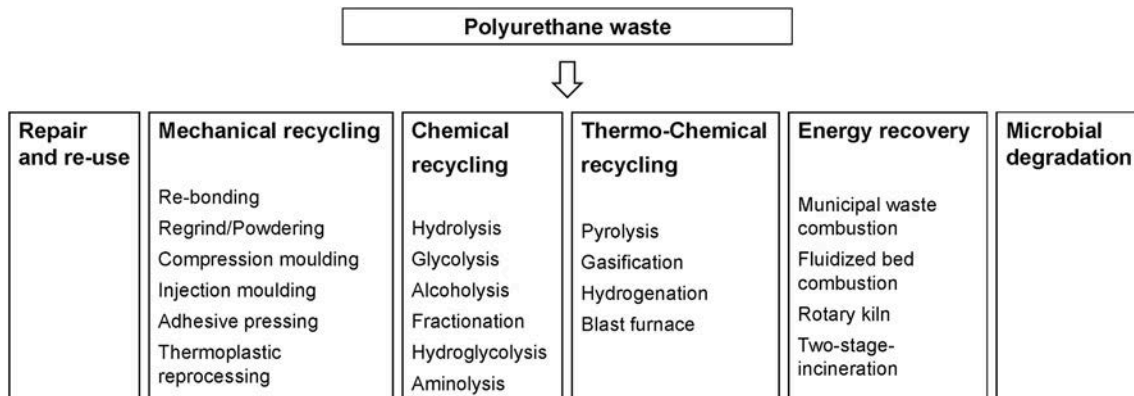 Polyurethane waste
Repair
and re-use
Mechanical recycling
Re-bonding
Regrind/Powdering
Compression moulding
Injection moulding
Adhesive pressing
Thermoplastic
reprocessing
Chemical
recycling
Hydrolysis
Glycolysis
Alcoholysis
Fractionation
Hydroglycolysis
Aminolysis
Thermo-Chemical
recycling
Pyrolysis
Gasification
Hydrogenation
Blast furnace
Energy recovery
Municipal waste
combustion
Fluidized bed
combustion
Rotary kiln
Two-stage-
incineration
Microbial
degradation